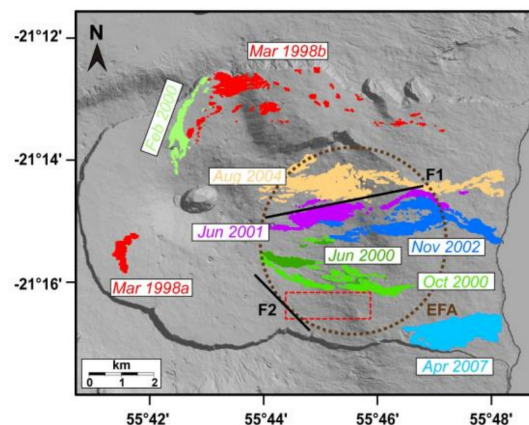 -21°12'
N
Mar 1998b
Feb 2000
-21°14'
Aug 2004
F1
Jun 2001
Nov 2002
Jun 2000
Mar 1998a
-21°16'
Oct 2000
F2
EFA
km
0 1 2
Apr 2007
55°42' 55°44' 55°46' 55°48'